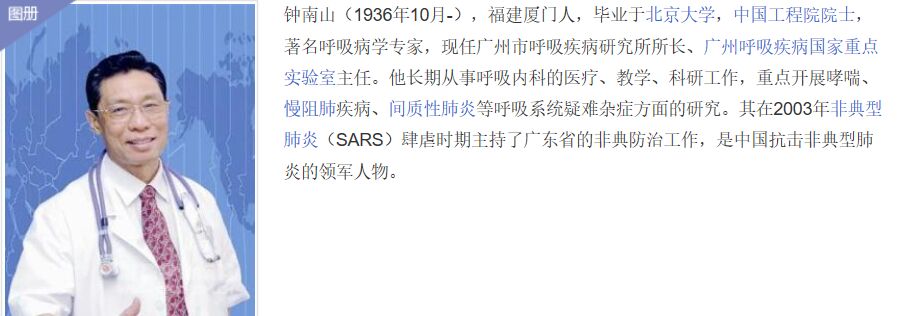 图册
钟南山（1936年10月-），福建厦门人，毕业于北京大学，中国工程院院士，
著名呼吸病学专家，现任广州市呼吸疾病研究所所长、广州呼吸疾病国家重点
实验室主任。他长期从事呼吸内科的医疗、教学、科研工作，重点开展哮喘、
慢阻肺疾病、间质性肺炎等呼吸系统疑难杂症方面的研究。其在2003年非典型
肺炎（SARS）肆虐时期主持了广东省的非典防治工作，是中国抗击非典型肺
炎的领军人物。